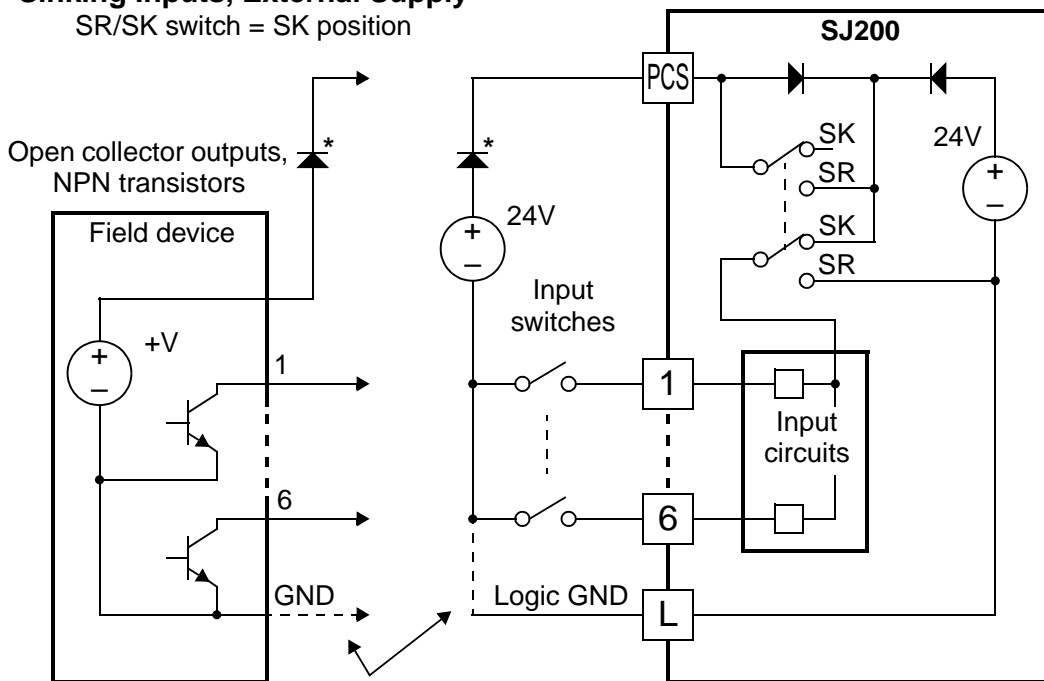 Sinking Inputs, External Supply
SR/SK switch = SK position
SJ200
PCS
*
*
SK
SR
SK
SR
24V
+
–
Open collector outputs,
NPN transistors
Field device
24V
+
–
Input
switches
+V
+
–
1
1
Input
circuits
6
6
GND
Logic GND
L